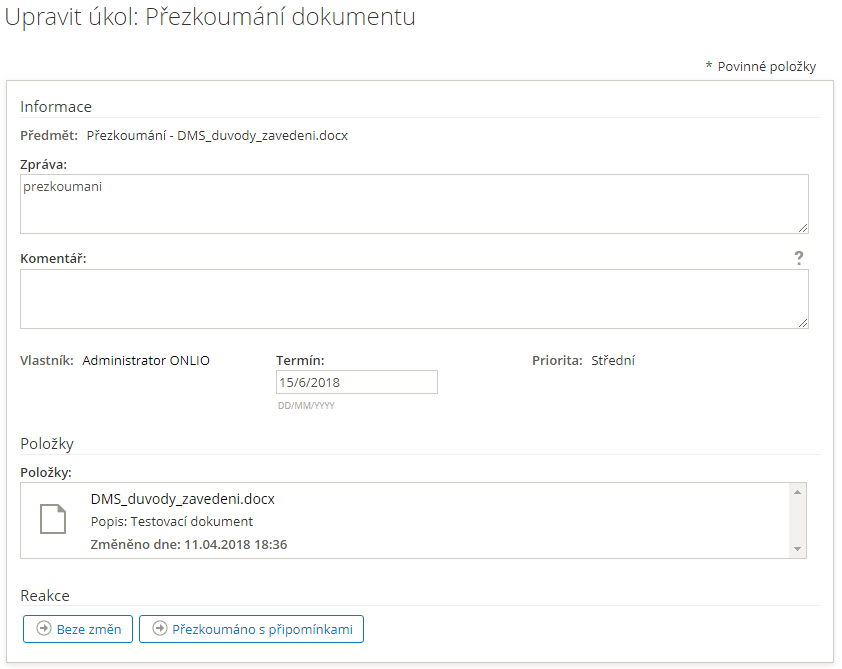 Upravit úkol: Přezkoumání dokumentu
* Povinné položky
Informace
Předmět: Přezkoumání - DMS_duvody_zavedeni.docx
Zpráva:
prezkoumani
Komentář: ?
Vlastník: Administrator ONLIO Termín: Priorita: Střední
15/6/2018
DD/MM/YYYY
Položky
Položky:
DMS_duvody_zavedeni.docx
Popis: Testovací dokument
Změněno dne: 11.04.2018 18:36
Reakce
Beze změn Přezkoumáno s připomínkami